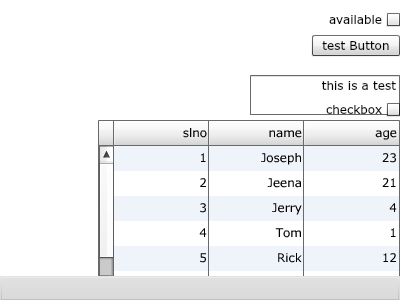 available
test Button
this is a test
checkbox
slno name age
1 Joseph 23
2 Jeena 21
3 Jerry 4
4 Tom 1
5 Rick 12